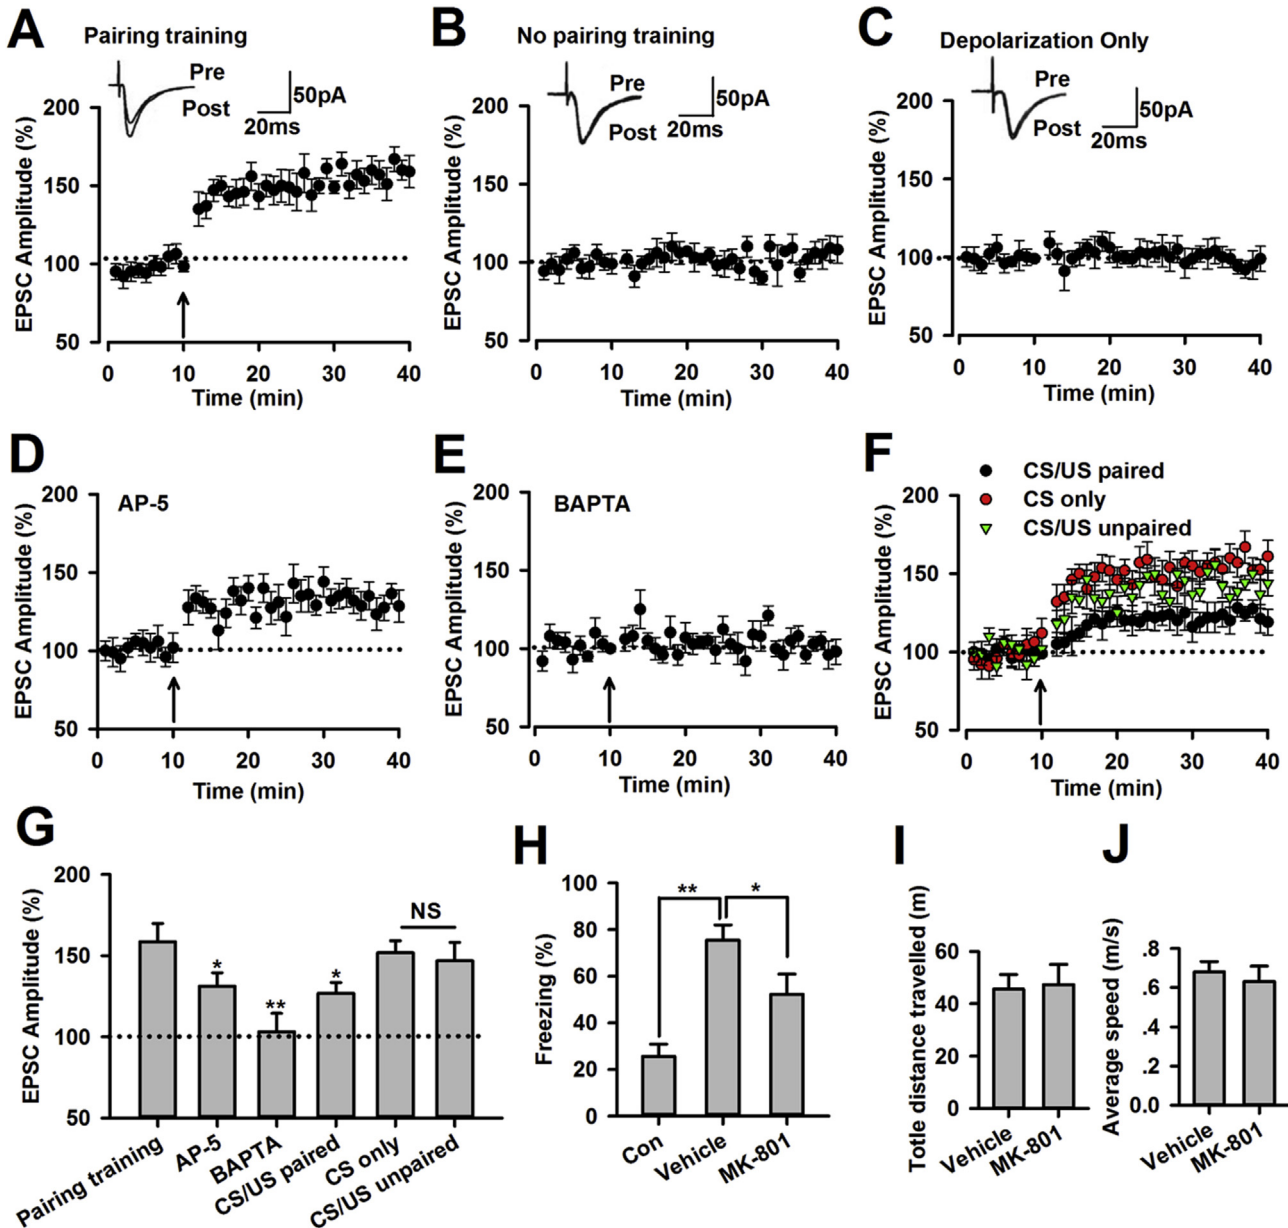 A
Pairing training
Pre
Post
50pA
20ms
EPSC Amplitude (%)
200
150
100
50
0
10
20
30
40
Time (min)
B
No pairing training
Pre
Post
50pA
20ms
EPSC Amplitude (%)
200
150
100
50
0
10
20
30
40
Time (min)
C
Depolarization Only
Pre
Post
50pA
20ms
EPSC Amplitude (%)
200
150
100
50
0
10
20
30
40
Time (min)
D
AP-5
EPSC Amplitude (%)
200
150
100
50
0
10
20
30
40
Time (min)
E
BAPTA
EPSC Amplitude (%)
200
150
100
50
0
10
20
30
40
Time (min)
F
CS/US paired
CS only
CS/US unpaired
EPSC Amplitude (%)
200
150
100
50
0
10
20
30
40
Time (min)
G
EPSC Amplitude (%)
200
150
100
50
*
**
*
NS
Pairing training
AP-5
BAPTA
CS/US paired
CS only
CS/US unpaired
H
Freezing (%)
100
80
60
40
20
0
**
*
Con
Vehicle
MK-801
I
Totle distance travelled (m)
60
40
20
0
Vehicle
MK-801
J
Average speed (m/s)
.8
.6
.4
.2
0.0
Vehicle
MK-801